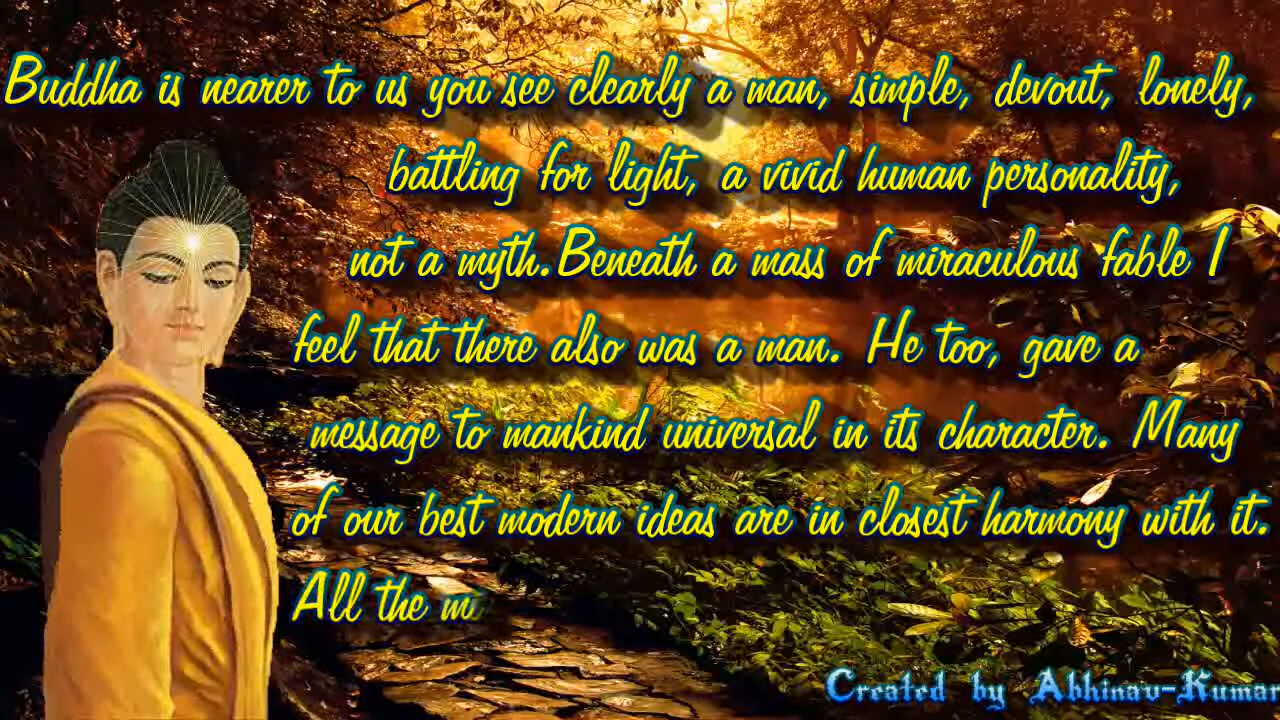 Buddha is nearer to us you see clearly a man, simple, devout, lonely,
battling for light, a vivid human personality,
not a myth.Beneath a mass of miraculous fable I
feel that there also was a man. He too, gave a
message to mankind universal in its character. Many
of our best modern ideas are in closest harmony with it.
All the
Created by Abhinav-Kumar